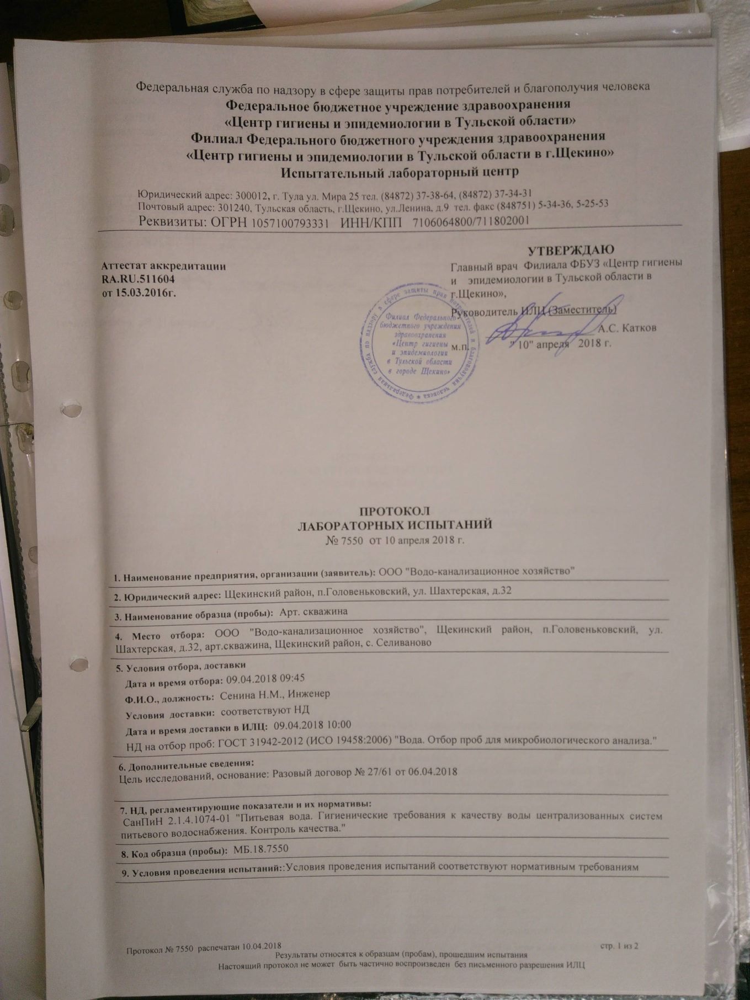 Федеральная служба по надзору в сфере защиты прав потребителей и благополучия человека
Федеральное бюджетное учреждение здравоохранения
«Центр гигиены и эпидемиологии в Тульской области»
Филиал Федерального бюджетного учреждения здравоохранения
«Центр гигиены и эпидемиологии в Тульской области в г.Щекино»
Испытательный лабораторный центр
Юридический адрес: 300012, г. Тула ул. Мира 25 тел. (84872) 37-38-64, (84872) 37-34-31
Почтовый адрес: 301240, Тульская область, г.Щекино, ул.Ленина, д.9 тел. факс (848751) 5-34-36, 5-25-53
Реквизиты: ОГРН 1057100793331 ИНН/КПП 7106064800/711802001
Аттестат аккредитации
RA.RU.511604
от 15.03.2016г.
УТВЕРЖДАЮ
Главный врач Филиала ФБУЗ «Центр гигиены
и эпидемиологии в Тульской области в
г.Щекино»,
Руководитель ИЛЦ (Заместитель)
А.С. Катков
м.п. " 10" апреля 2018 г.
Федеральная служба по надзору в сфере защиты прав потребителей и благополучия человека *
Филиал Федерального
бюджетного учреждения
здравоохранения
«Центр гигиены
и эпидемиологии
в Тульской области
в городе Щекино»
ПРОТОКОЛ
ЛАБОРАТОРНЫХ ИСПЫТАНИЙ
№ 7550 от 10 апреля 2018 г.
1. Наименование предприятия, организации (заявитель): ООО "Водо-канализационное хозяйство"
2. Юридический адрес: Щекинский район, п.Головеньковский, ул. Шахтерская, д.32
3. Наименование образца (пробы): Арт. скважина
4. Место отбора: ООО "Водо-канализационное хозяйство", Щекинский район, п.Головеньковский, ул.
Шахтерская, д.32, арт.скважина, Щекинский район, с. Селиваново
5. Условия отбора, доставки
Дата и время отбора: 09.04.2018 09:45
Ф.И.О., должность: Сенина Н.М., Инженер
Условия доставки: соответствуют НД
Дата и время доставки в ИЛЦ: 09.04.2018 10:00
НД на отбор проб: ГОСТ 31942-2012 (ИСО 19458:2006) "Вода. Отбор проб для микробиологического анализа."
6. Дополнительные сведения:
Цель исследований, основание: Разовый договор № 27/61 от 06.04.2018
7. НД, регламентирующие показатели и их нормативы:
СанПиН 2.1.4.1074-01 "Питьевая вода. Гигиенические требования к качеству воды централизованных систем
питьевого водоснабжения. Контроль качества."
8. Код образца (пробы): МБ.18.7550
9. Условия проведения испытаний::Условия проведения испытаний соответствуют нормативным требованиям
Протокол № 7550 распечатан 10.04.2018 стр. 1 из 2
Результаты относятся к образцам (пробам), прошедшим испытания
Настоящий протокол не может быть частично воспроизведен без письменного разрешения ИЛЦ